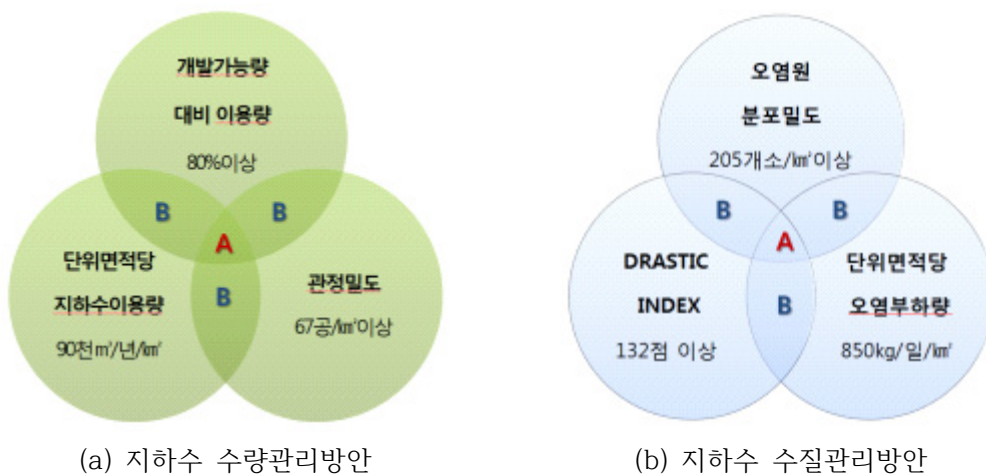 개발가능량
대비 이용량
80%이상
B
B
A
단위면적당
지하수이용량
90천㎥/년/㎢
B
관정밀도
67공/㎢이상
(a) 지하수 수량관리방안
오염원
분포밀도
205개소/㎢이상
B
B
A
DRASTIC
INDEX
132점 이상
B
단위면적당
오염부하량
850kg/일/㎢
(b) 지하수 수질관리방안